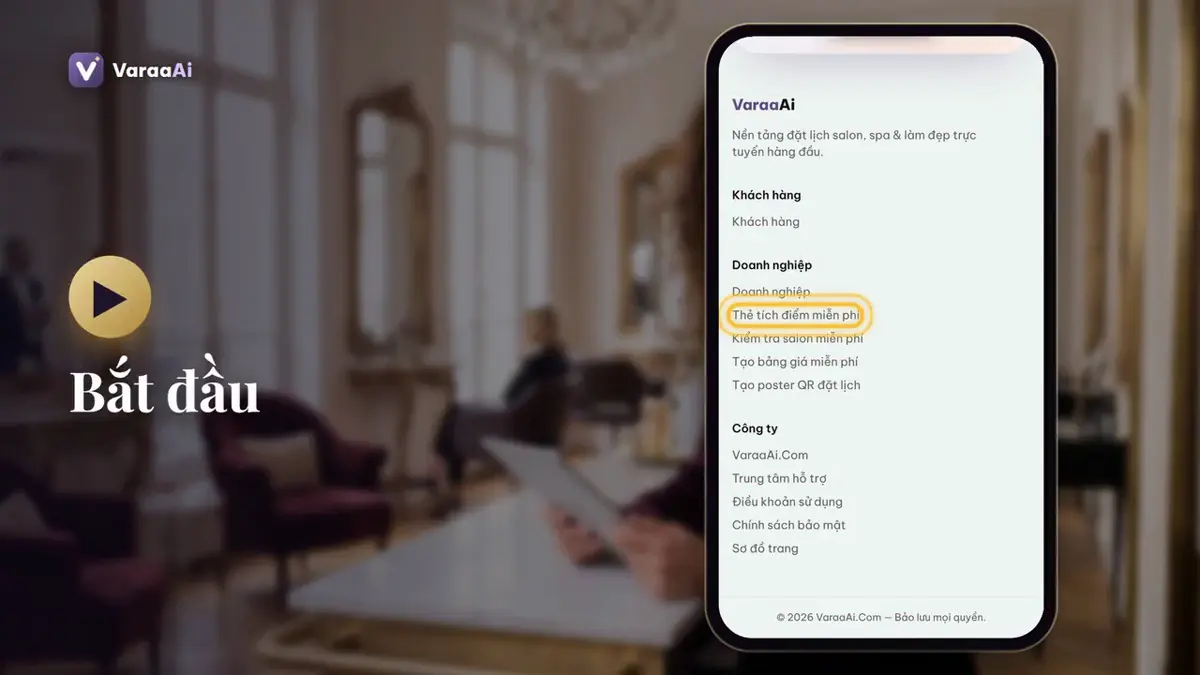 VaraaAi
Bắt đầu
VaraaAi
Nền tảng đặt lịch salon, spa & làm đẹp trực
tuyến hàng đầu.
Khách hàng
Khách hàng
Doanh nghiệp
Doanh nghiệp
Thẻ tích điểm miễn phí
Kiểm tra salon miễn phí
Tạo bảng giá miễn phí
Tạo poster QR đặt lịch
Công ty
VaraaAi.Com
Trung tâm hỗ trợ
Điều khoản sử dụng
Chính sách bảo mật
Sơ đồ trang
© 2026 VaraaAi.Com — Bảo lưu mọi quyền.